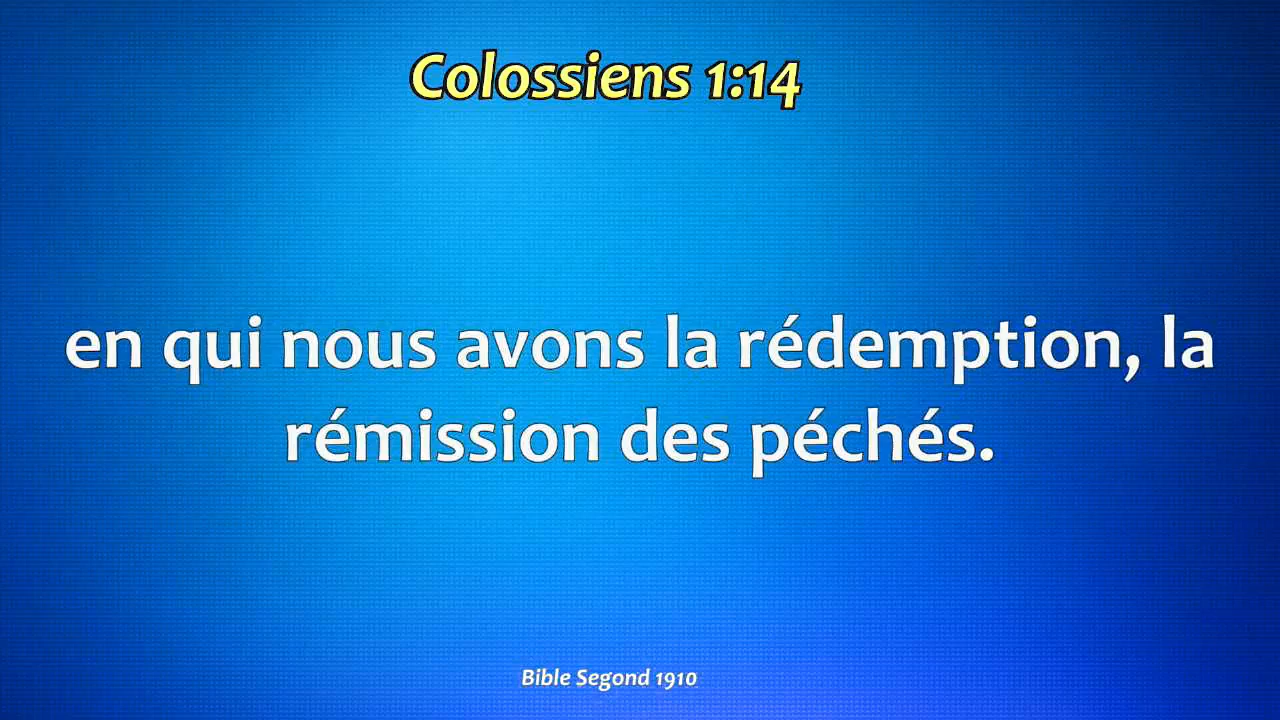 Colossiens 1:14
en qui nous avons la rédemption, la
rémission des péchés.
Bible Segond 1910